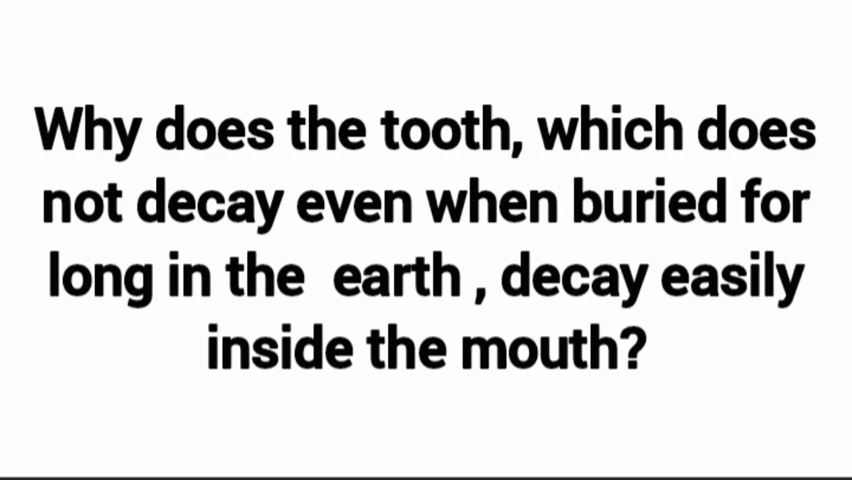 Why does the tooth, which does
not decay even when buried for
long in the  earth , decay easily
inside the mouth?